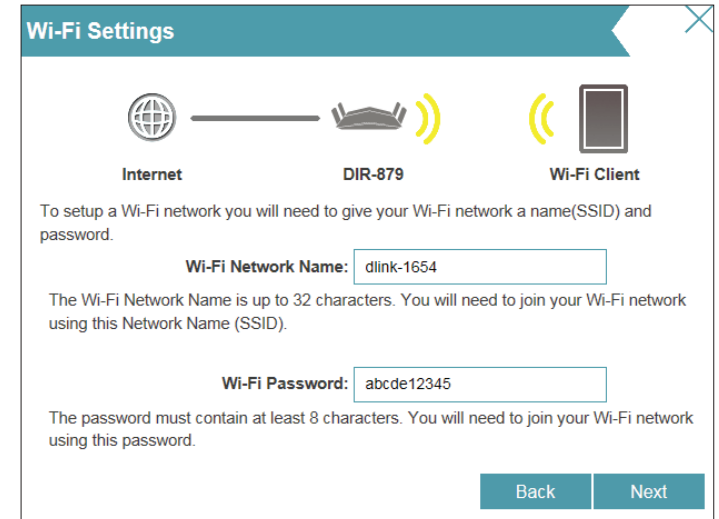 Wi-Fi Settings
Internet DIR-879 Wi-Fi Client
To setup a Wi-Fi network you will need to give your Wi-Fi network a name(SSID) and
password.
Wi-Fi Network Name: dlink-1654
The Wi-Fi Network Name is up to 32 characters. You will need to join your Wi-Fi network
using this Network Name (SSID).
Wi-Fi Password: abcde12345
The password must contain at least 8 characters. You will need to join your Wi-Fi network
using this password.
Back Next